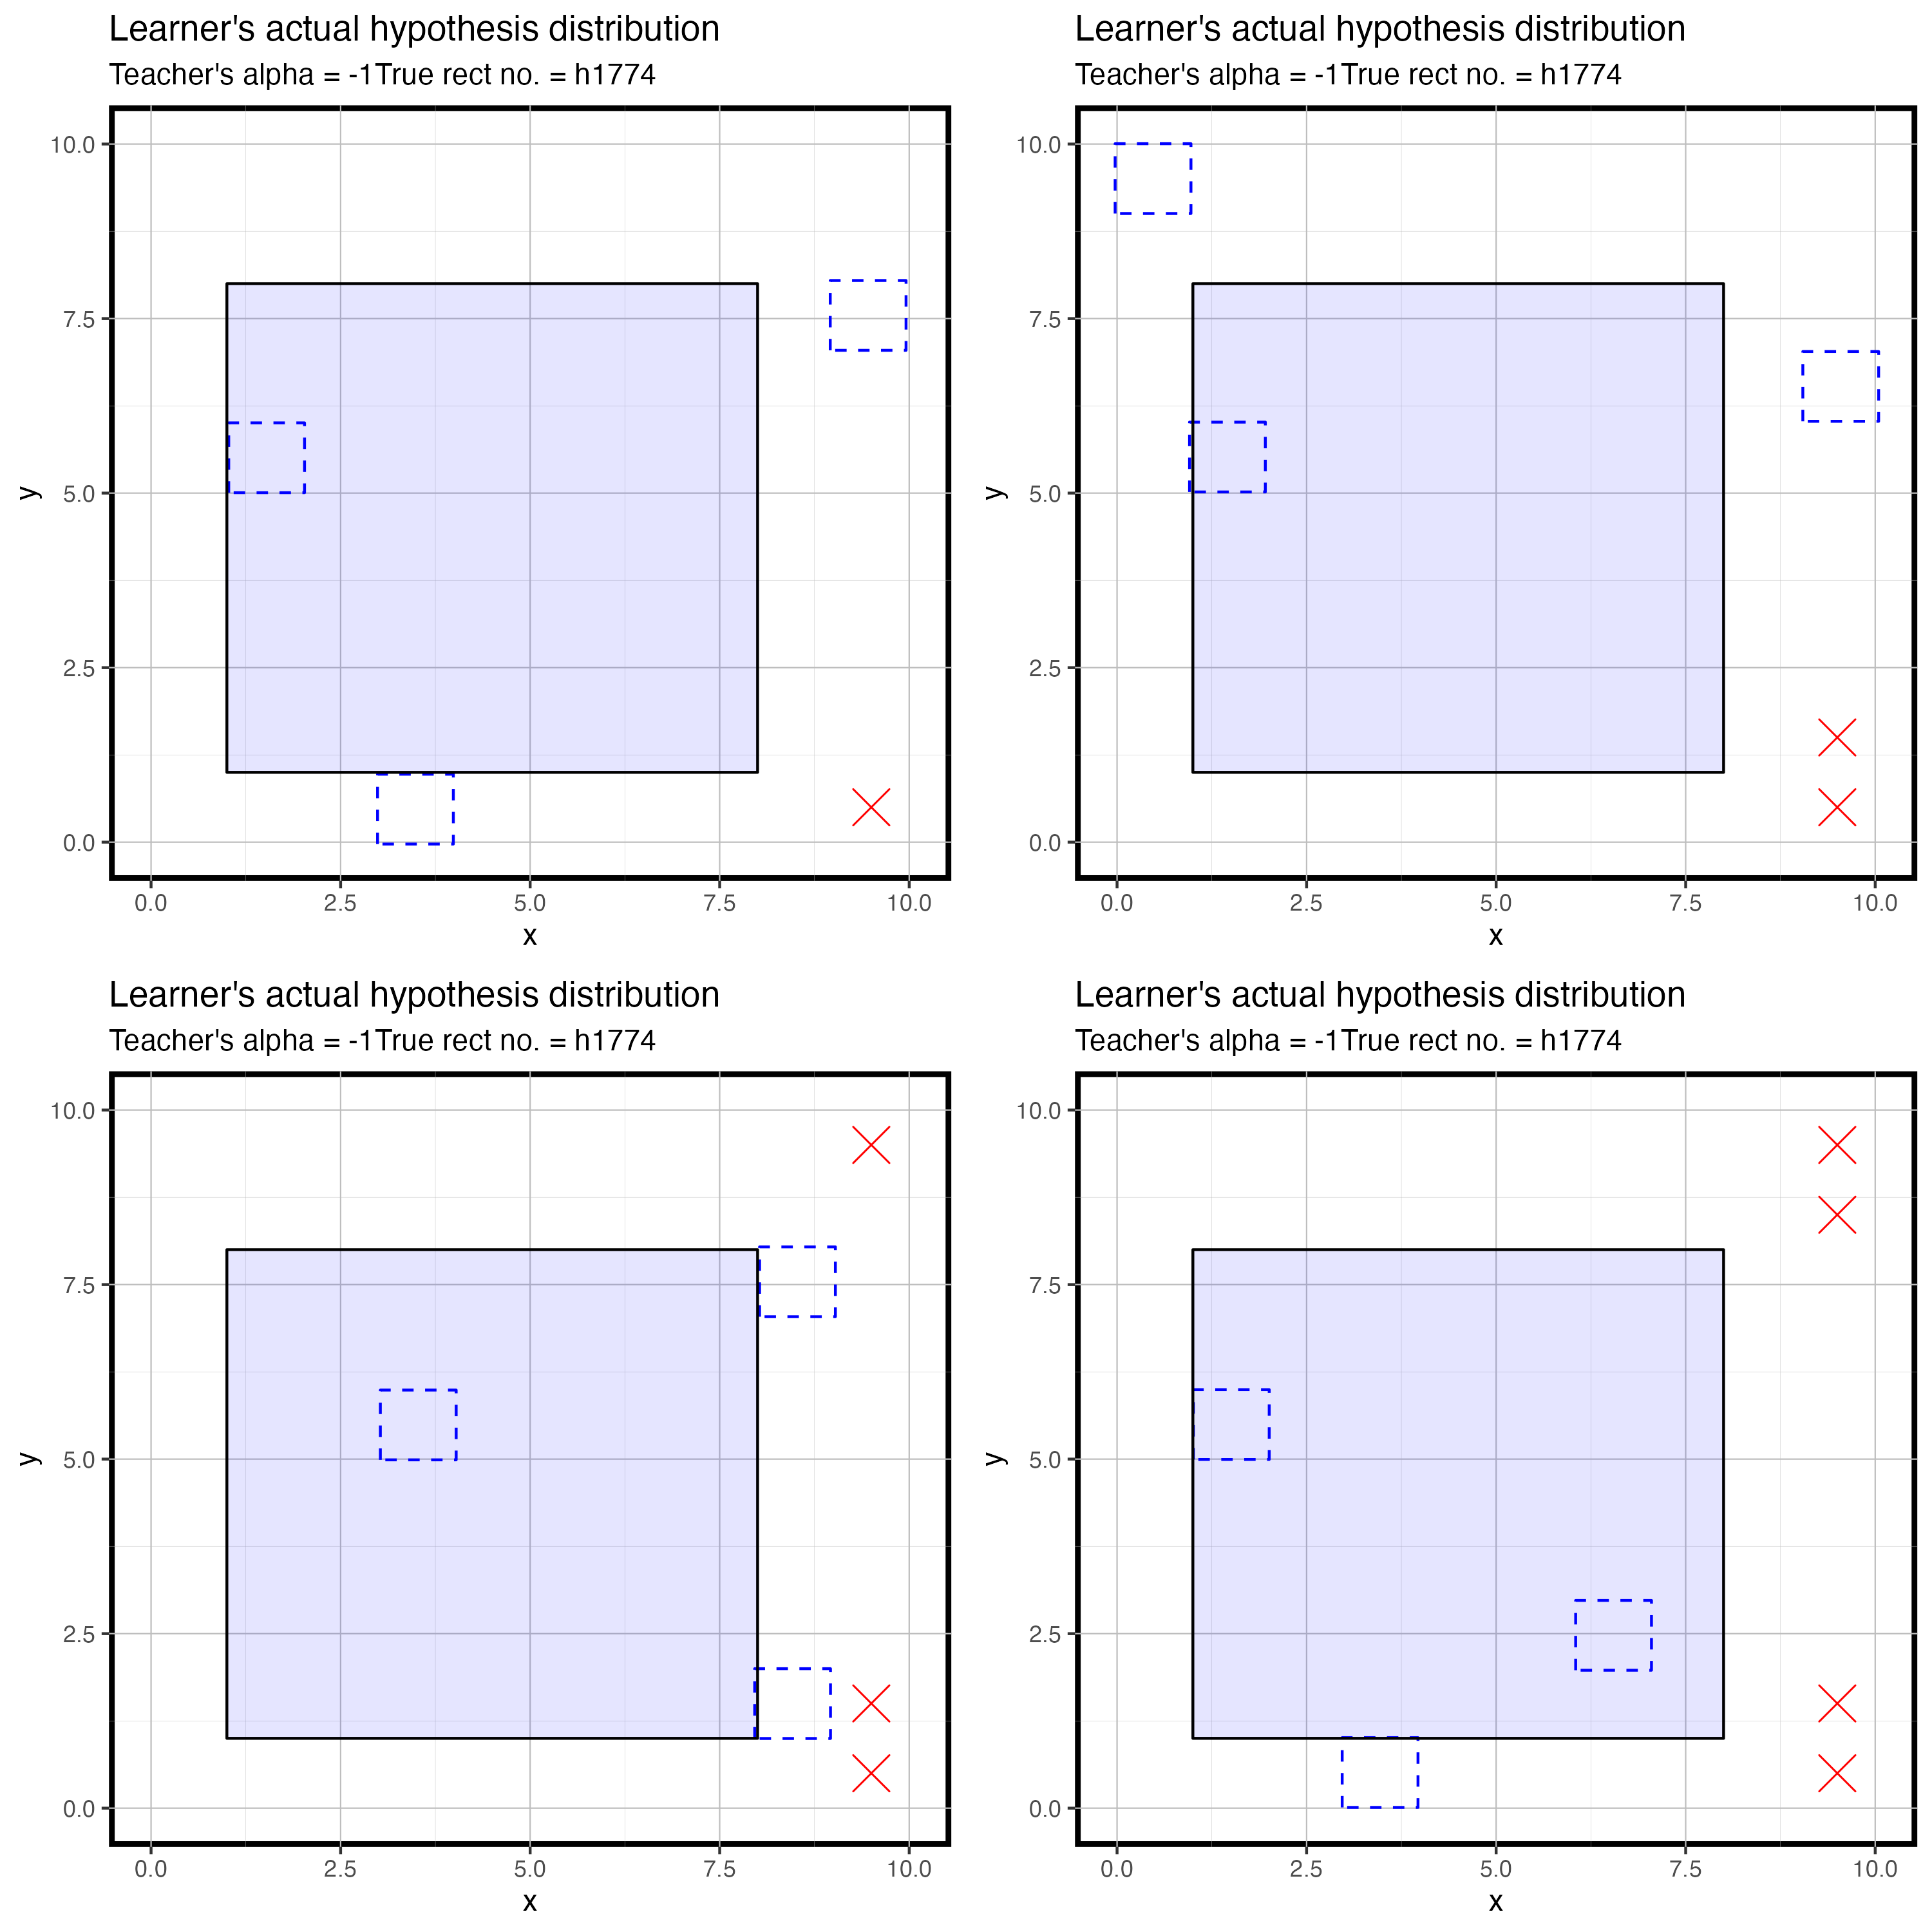 Learner's actual hypothesis distribution
Teacher's alpha = -1True rect no. = h1774
10.0
7.5
5.0
2.5
0.0
y
0.0 2.5 5.0 7.5 10.0
x
Learner's actual hypothesis distribution
Teacher's alpha = -1True rect no. = h1774
10.0
7.5
5.0
2.5
0.0
y
0.0 2.5 5.0 7.5 10.0
x
Learner's actual hypothesis distribution
Teacher's alpha = -1True rect no. = h1774
10.0
7.5
5.0
2.5
0.0
y
0.0 2.5 5.0 7.5 10.0
x
Learner's actual hypothesis distribution
Teacher's alpha = -1True rect no. = h1774
10.0
7.5
5.0
2.5
0.0
y
0.0 2.5 5.0 7.5 10.0
x